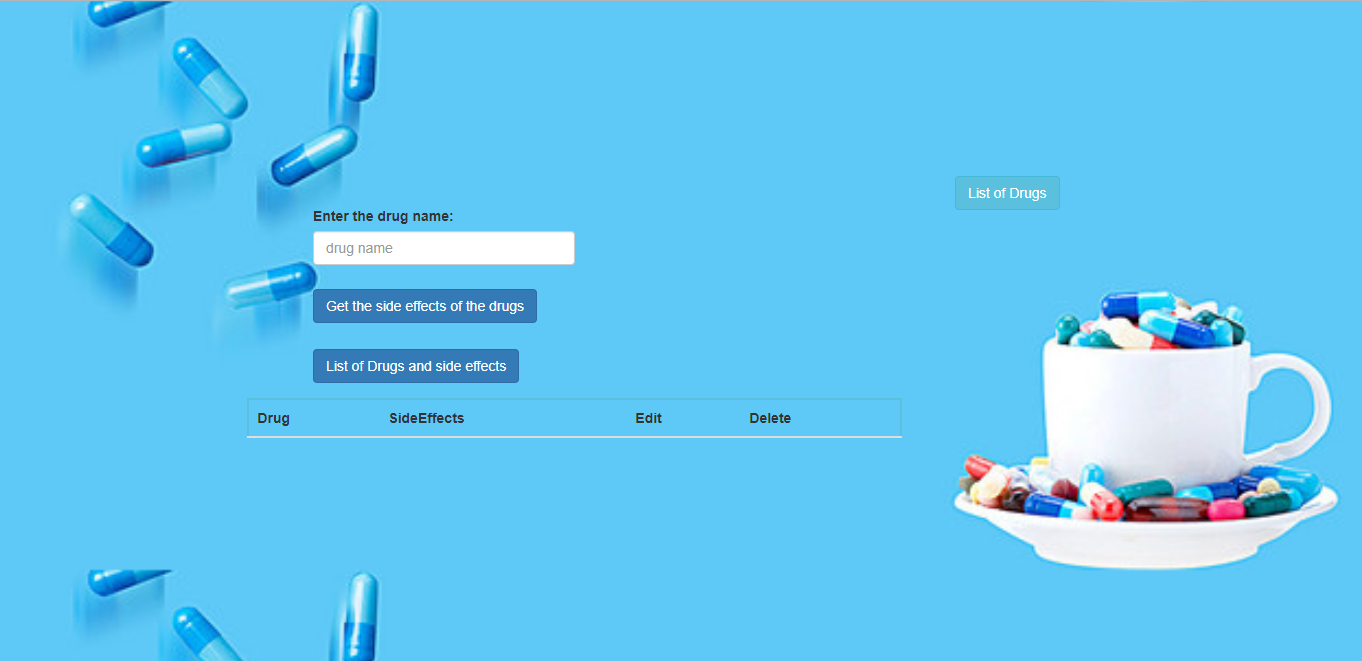 List of Drugs
Enter the drug name:
drug name
Get the side effects of the drugs
List of Drugs and side effects
Drug SideEffects Edit Delete